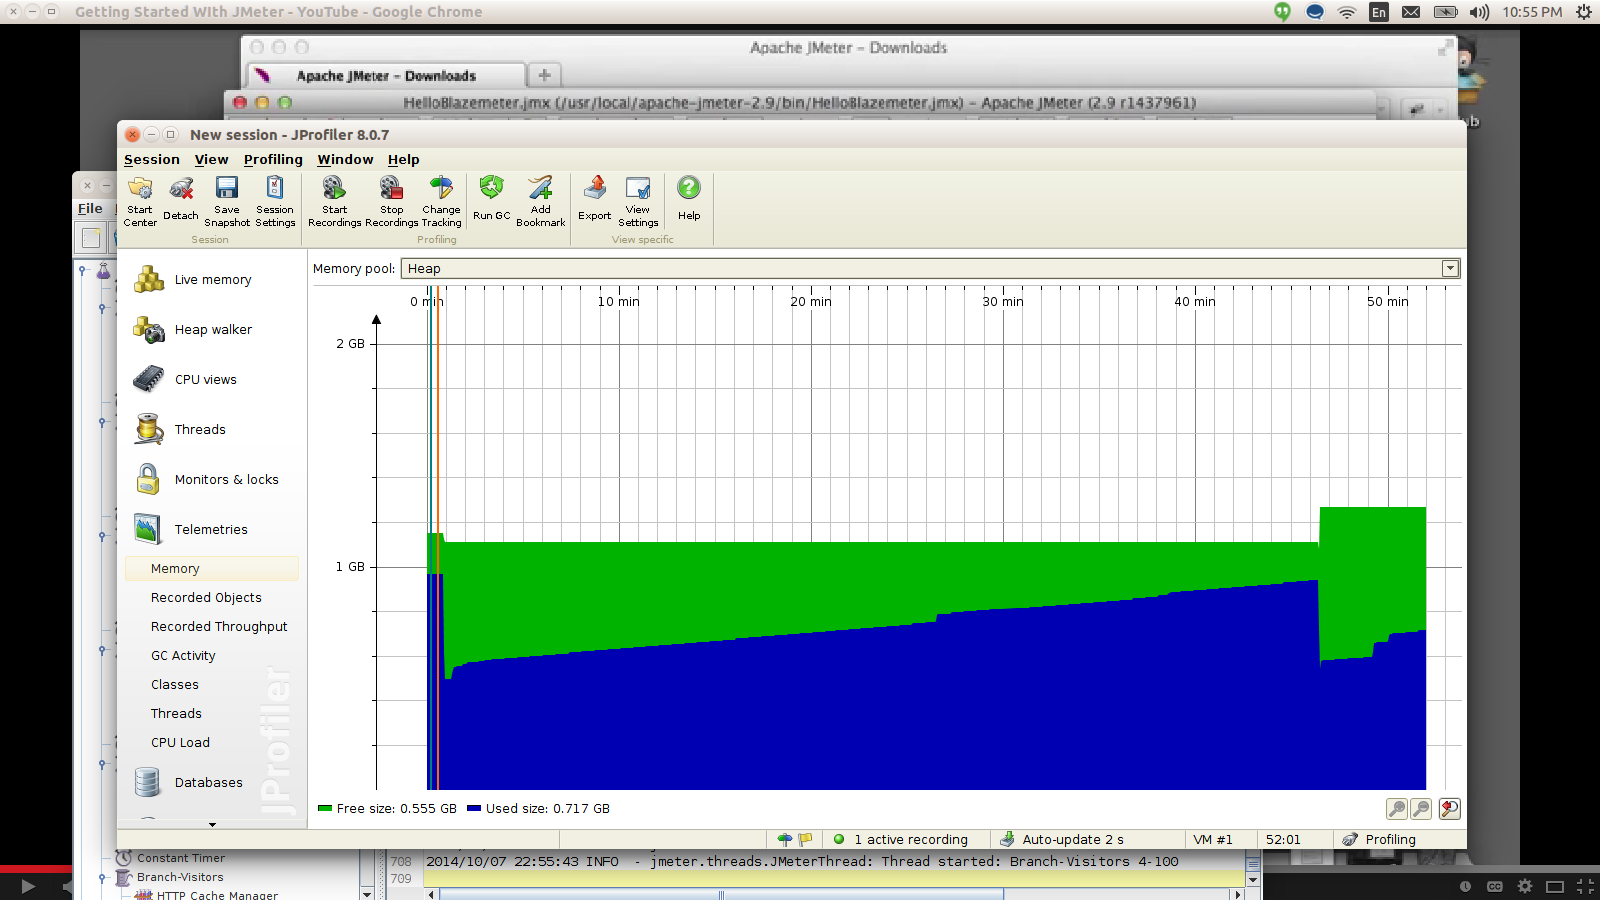 Getting Started With JMeter - YouTube - Google Chrome
En
10:55 PM
Apache JMeter – Downloads
Apache JMeter – Downloads
HelloBlazemeter.jmx (/usr/local/apache-jmeter-2.9/bin/HelloBlazemeter.jmx) – Apache JMeter (2.9 r1437961)
New session - JProfiler 8.0.7
Session View Profiling Window Help
File
Start Center
Detach
Save Snapshot
Session Settings
Start Recordings
Stop Recordings
Change Tracking
Run GC
Add Bookmark
Export
View Settings
Help
Session
Profiling
View specific
Memory pool: Heap
0 min 10 min 20 min 30 min 40 min 50 min
2 GB
1 GB
Live memory
Heap walker
CPU views
Threads
Monitors & locks
Telemetries
Memory
Recorded Objects
Recorded Throughput
GC Activity
Classes
Threads
CPU Load
Databases
JProfiler
Free size: 0.555 GB Used size: 0.717 GB
1 active recording
Auto-update 2 s
VM #1
52:01
Profiling
Constant Timer
Branch-Visitors
HTTP Cache Manager
708 2014/10/07 22:55:43 INFO - jmeter.threads.JMeterThread: Thread started: Branch-Visitors 4-100
709